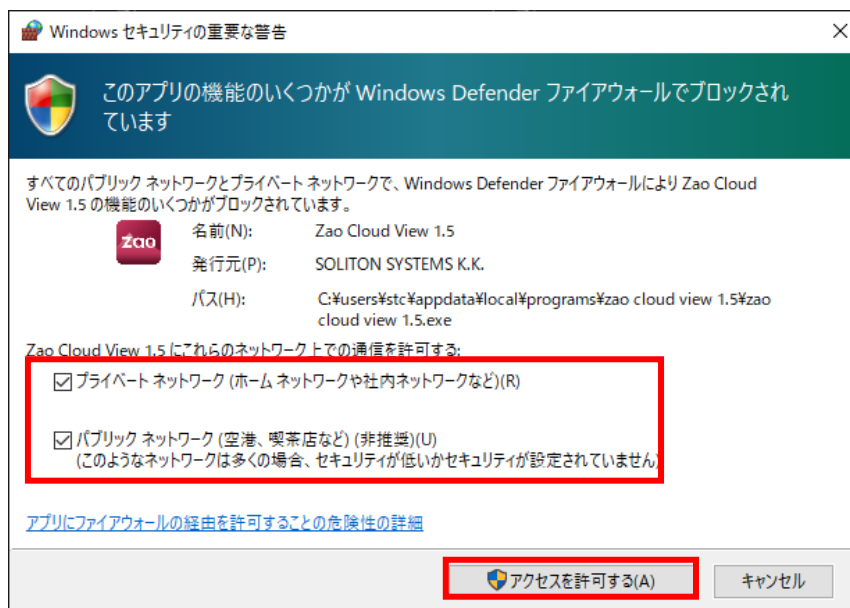 Windows セキュリティの重要な警告
このアプリの機能のいくつかが Windows Defender ファイアウォールでブロックされ
ています
すべてのパブリック ネットワークとプライベート ネットワークで、Windows Defender ファイアウォールにより Zao Cloud
View 1.5 の機能のいくつかがブロックされています。
zao
名前(N): Zao Cloud View 1.5
発行元(P): SOLITON SYSTEMS K.K.
パス(H): C:¥users¥stc¥appdata¥local¥programs¥zao cloud view 1.5¥zao
cloud view 1.5.exe
Zao Cloud View 1.5 にこれらのネットワーク上での通信を許可する:
プライベート ネットワーク (ホーム ネットワークや社内ネットワークなど)(R)
パブリック ネットワーク (空港、喫茶店など) (非推奨)(U)
(このようなネットワークは多くの場合、セキュリティが低いかセキュリティが設定されていません)
アプリにファイアウォールの経由を許可することの危険性の詳細
アクセスを許可する(A)
キャンセル